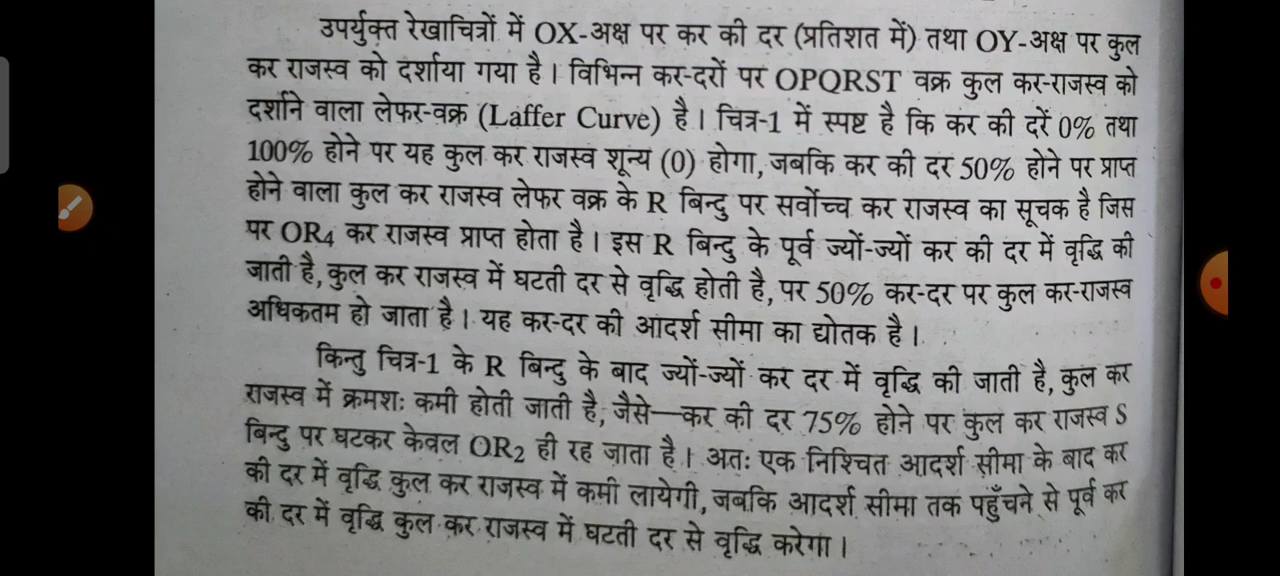 उपर्युक्त रेखाचित्रों में OX-अक्ष पर कर की दर (प्रतिशत में) तथा OY-अक्ष पर कुल
कर राजस्व को दर्शाया गया है। विभिन्न कर-दरों पर OPQRST वक्र कुल कर-राजस्व को
दर्शाने वाला लेफर-वक्र (Laffer Curve) है। चित्र-1 में स्पष्ट है कि कर की दरें 0% तथा
100% होने पर यह कुल कर राजस्व शून्य (0) होगा, जबकि कर की दर 50% होने पर प्राप्त
होने वाला कुल कर राजस्व लेफर वक्र के R बिन्दु पर सर्वोच्च कर राजस्व का सूचक है जिस
पर OR4 कर राजस्व प्राप्त होता है। इस R बिन्दु के पूर्व ज्यों-ज्यों कर की दर में वृद्धि की
जाती है, कुल कर राजस्व में घटती दर से वृद्धि होती है, पर 50% कर-दर पर कुल कर-राजस्व
अधिकतम हो जाता है। यह कर-दर की आदर्श सीमा का द्योतक है।
किन्तु चित्र-1 के R बिन्दु के बाद ज्यों-ज्यों कर दर में वृद्धि की जाती है, कुल कर
राजस्व में क्रमशः कमी होती जाती है, जैसे—कर की दर 75% होने पर कुल कर राजस्व S
बिन्दु पर घटकर केवल OR2 ही रह जाता है। अतः एक निश्चित आदर्श सीमा के बाद कर
की दर में वृद्धि कुल कर राजस्व में कमी लायेगी, जबकि आदर्श सीमा तक पहुँचने से पूर्व कर
की दर में वृद्धि कुल कर राजस्व में घटती दर से वृद्धि करेगा।